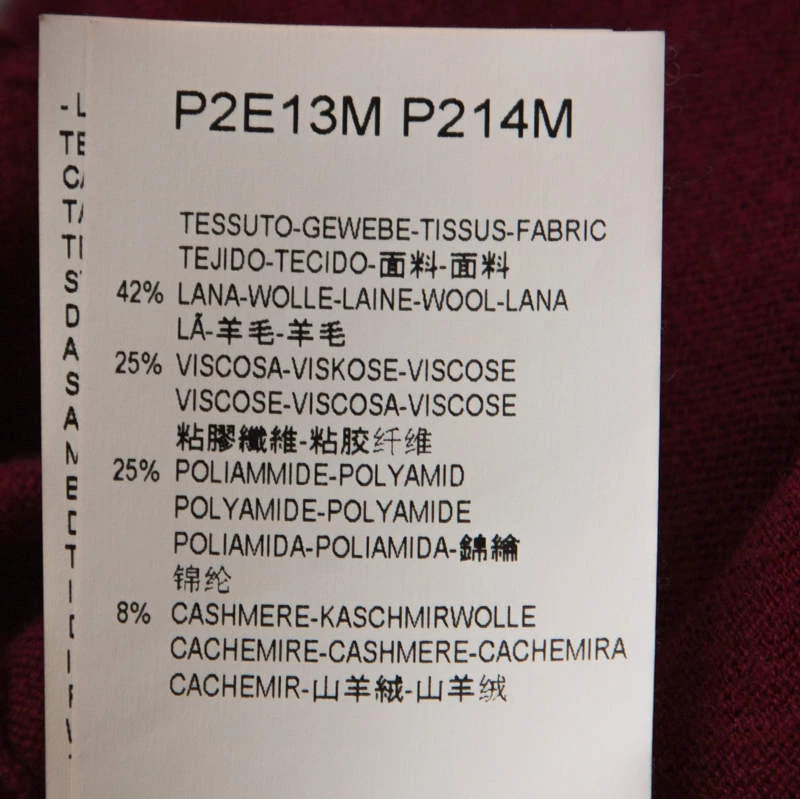 P2E13M P214M
TESSUTO-GEWEBE-TISSUS-FABRIC
TEJIDO-TECIDO-面料-面料
42% LANA-WOLLE-LAINE-WOOL-LANA
LÃ-羊毛-羊毛
25% VISCOSA-VISKOSE-VISCOSE
VISCOSE-VISCOSA-VISCOSE
粘膠纖維-粘胶纤维
25% POLIAMMIDE-POLYAMID
POLYAMIDE-POLYAMIDE
POLIAMIDA-POLIAMIDA-錦綸
锦纶
8% CASHMERE-KASCHMIRWOLLE
CACHEMIRE-CASHMERE-CACHEMIRA
CACHEMIR-山羊絨-山羊绒